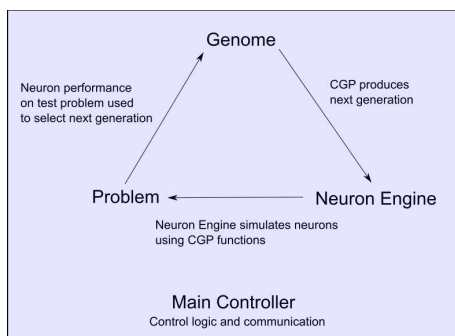 Genome
Neuron performance
on test problem used
to select next generation
CGP produces
next generation
Problem
Neuron Engine
Neuron Engine simulates neurons
using CGP functions
Main Controller
Control logic and communication